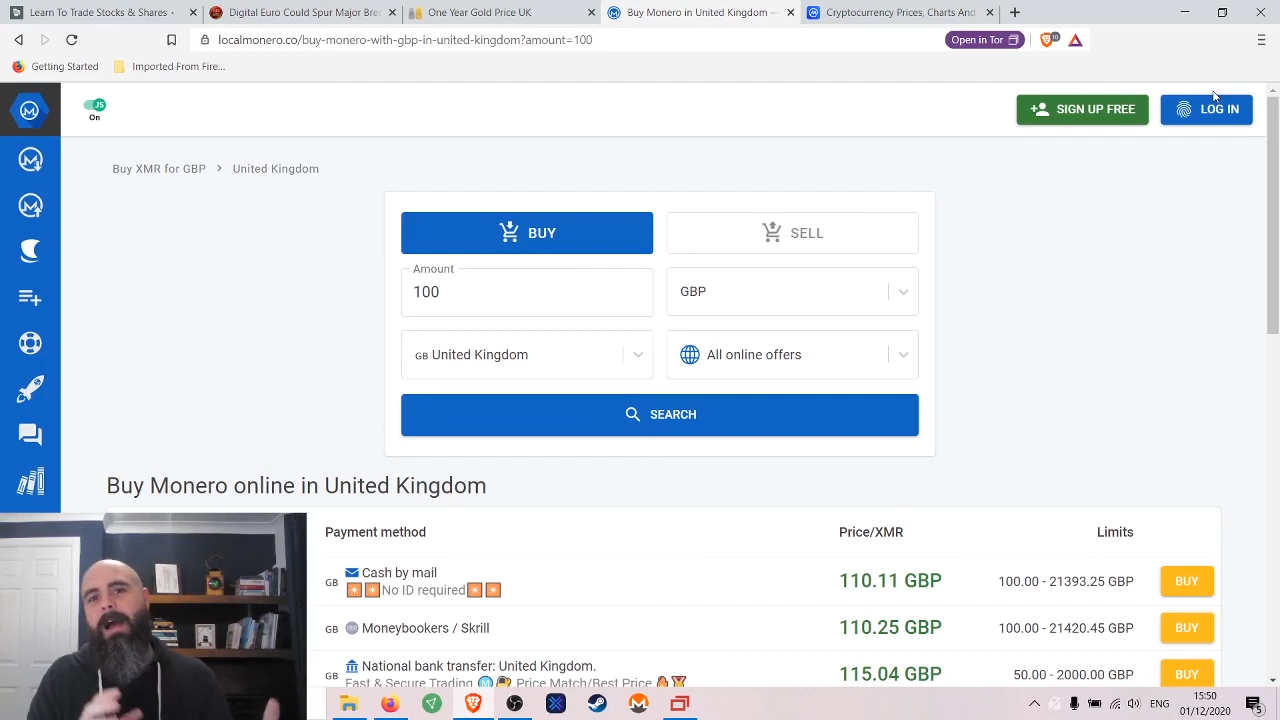 Learn To Trade Stocks & Shares -
Digital Euro Could Spur Major Bre
One Year Gold Price UK
Buy Monero in United Kingdom —
Cryptocurrency Prices, Charts And
localmonero.co/buy-monero-with-gbp-in-united-kingdom?amount=100
Open in Tor
10
Getting Started
Imported From Fire...
JS
On
SIGN UP FREE
LOG IN
Buy XMR for GBP > United Kingdom
BUY
SELL
Amount
100
GBP
GB United Kingdom
All online offers
SEARCH
Buy Monero online in United Kingdom
Payment method
Price/XMR
Limits
GB
Cash by mail
No ID required
110.11 GBP
100.00 - 21393.25 GBP
BUY
GB
Moneybookers / Skrill
110.25 GBP
100.00 - 21420.45 GBP
BUY
GB
National bank transfer: United Kingdom.
Fast & Secure Trading Price Match/Best Price
115.04 GBP
50.00 - 2000.00 GBP
BUY
15:50
01/12/2020
5